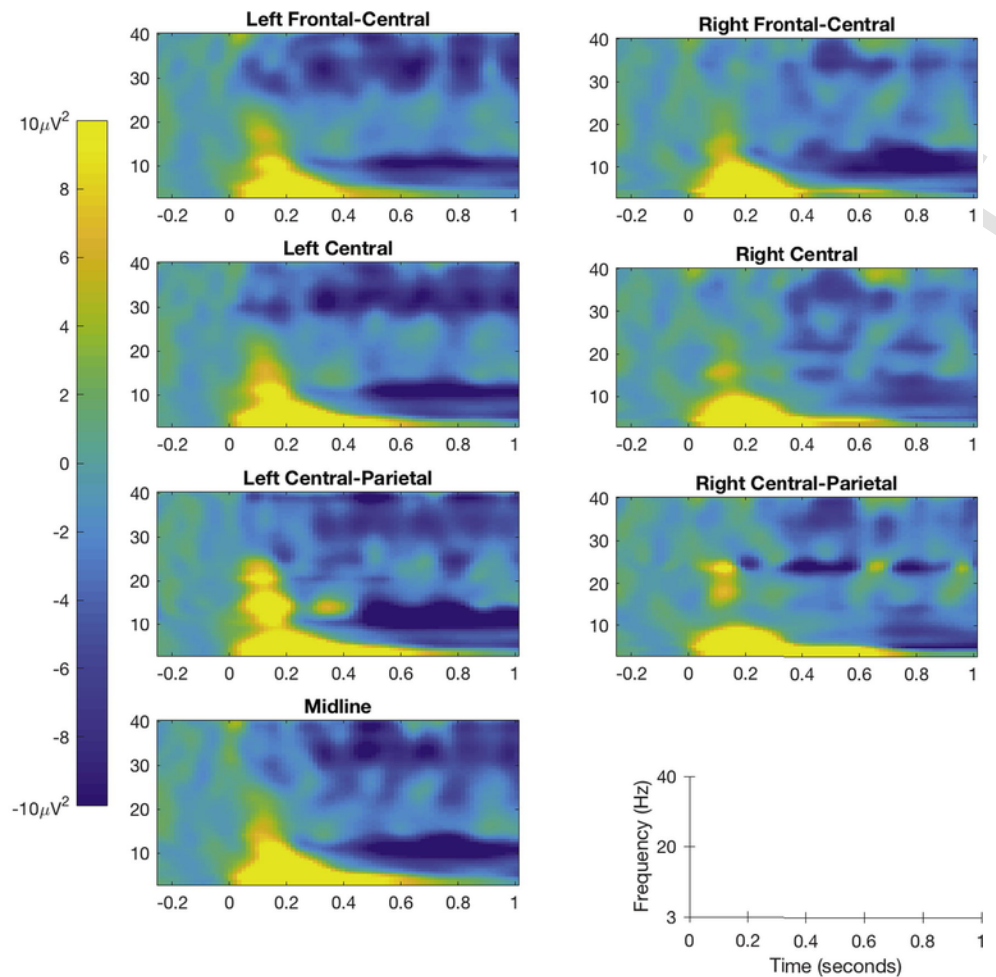 Left Frontal-Central
40
30
20
10
-0.2 0 0.2 0.4 0.6 0.8 1
Right Frontal-Central
40
30
20
10
-0.2 0 0.2 0.4 0.6 0.8 1
10μV²
8
6
4
2
0
-2
-4
-6
-8
-10μV²
Left Central
40
30
20
10
-0.2 0 0.2 0.4 0.6 0.8 1
Right Central
40
30
20
10
-0.2 0 0.2 0.4 0.6 0.8 1
Left Central-Parietal
40
30
20
10
-0.2 0 0.2 0.4 0.6 0.8 1
Right Central-Parietal
40
30
20
10
-0.2 0 0.2 0.4 0.6 0.8 1
Midline
40
30
20
10
-0.2 0 0.2 0.4 0.6 0.8 1
Frequency (Hz)
40
20
3
0 0.2 0.4 0.6 0.8 1
Time (seconds)